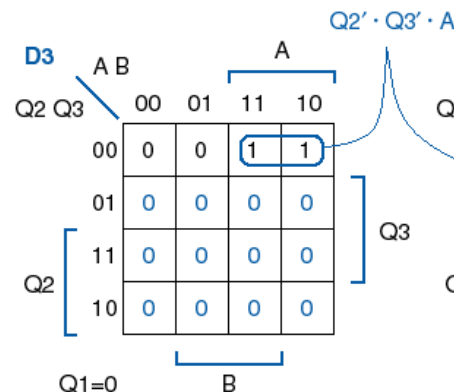 Q2′ · Q3′ · A
D3
A B
A
Q2 Q3
00 01 11 10
00 0 0 1 1
01 0 0 0 0
Q3
11 0 0 0 0
Q2
10 0 0 0 0
Q1=0
B